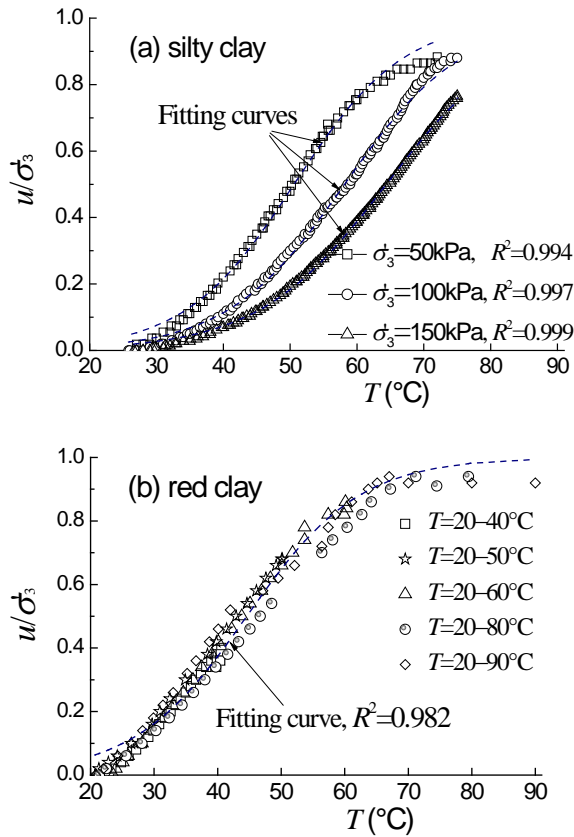 (a) silty clay
1.0
0.8
0.6
0.4
0.2
0.0
u/σ'₃
Fitting curves
σ'₃=50kPa, R²=0.994
σ'₃=100kPa, R²=0.997
σ'₃=150kPa, R²=0.999
20 30 40 50 60 70 80 90
T (°C)
(b) red clay
1.0
0.8
0.6
0.4
0.2
0.0
u/σ'₃
T=20–40°C
T=20–50°C
T=20–60°C
T=20–80°C
T=20–90°C
Fitting curve, R²=0.982
20 30 40 50 60 70 80 90
T (°C)